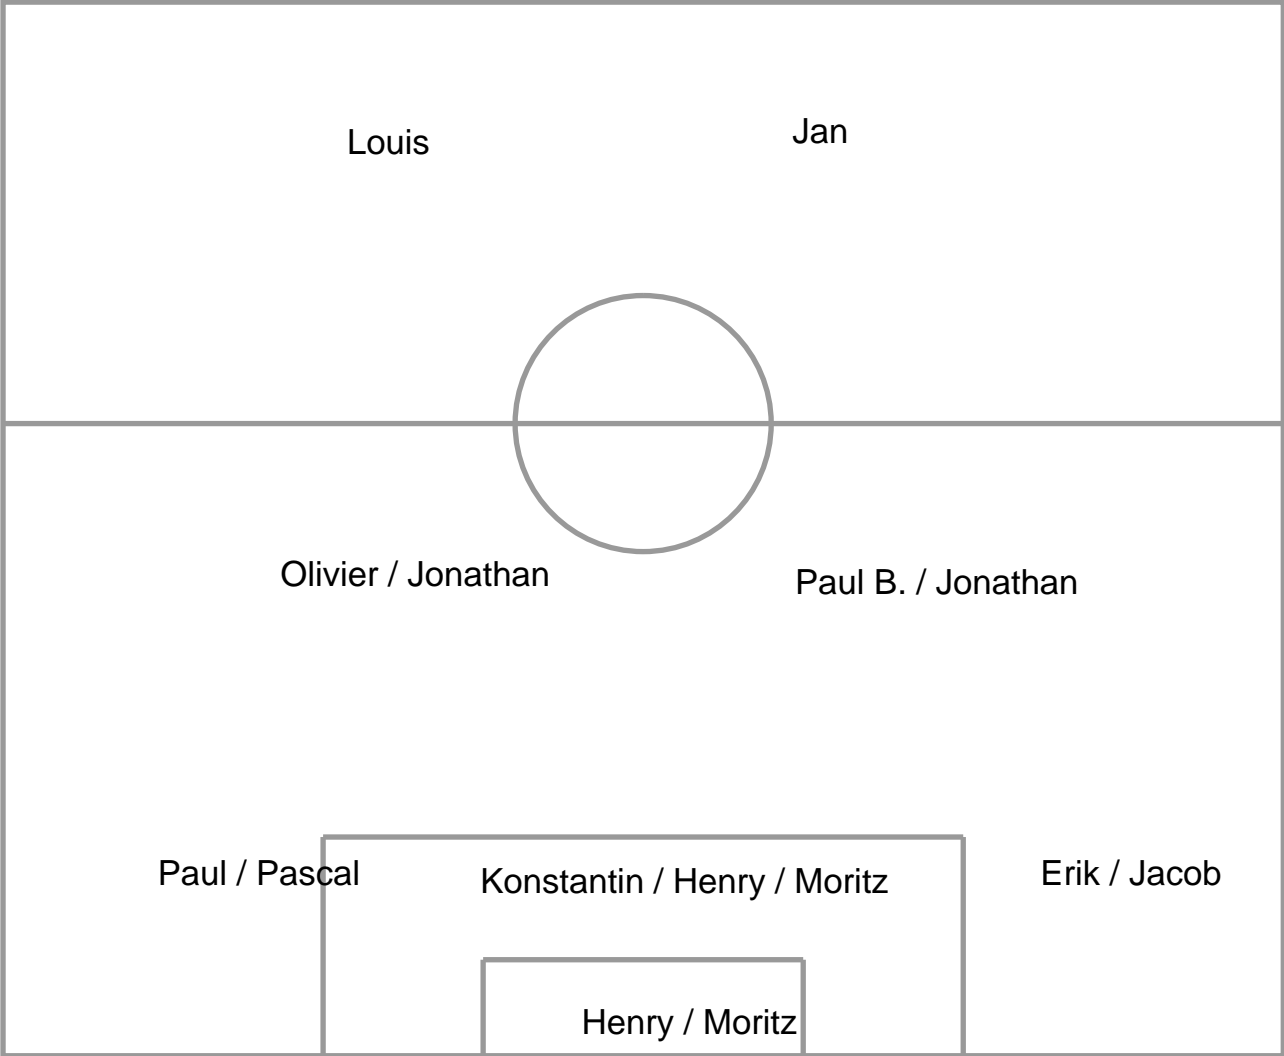 Louis
Jan
Olivier / Jonathan
Paul B. / Jonathan
Paul / Pascal
Konstantin / Henry / Moritz
Erik / Jacob
Henry / Moritz